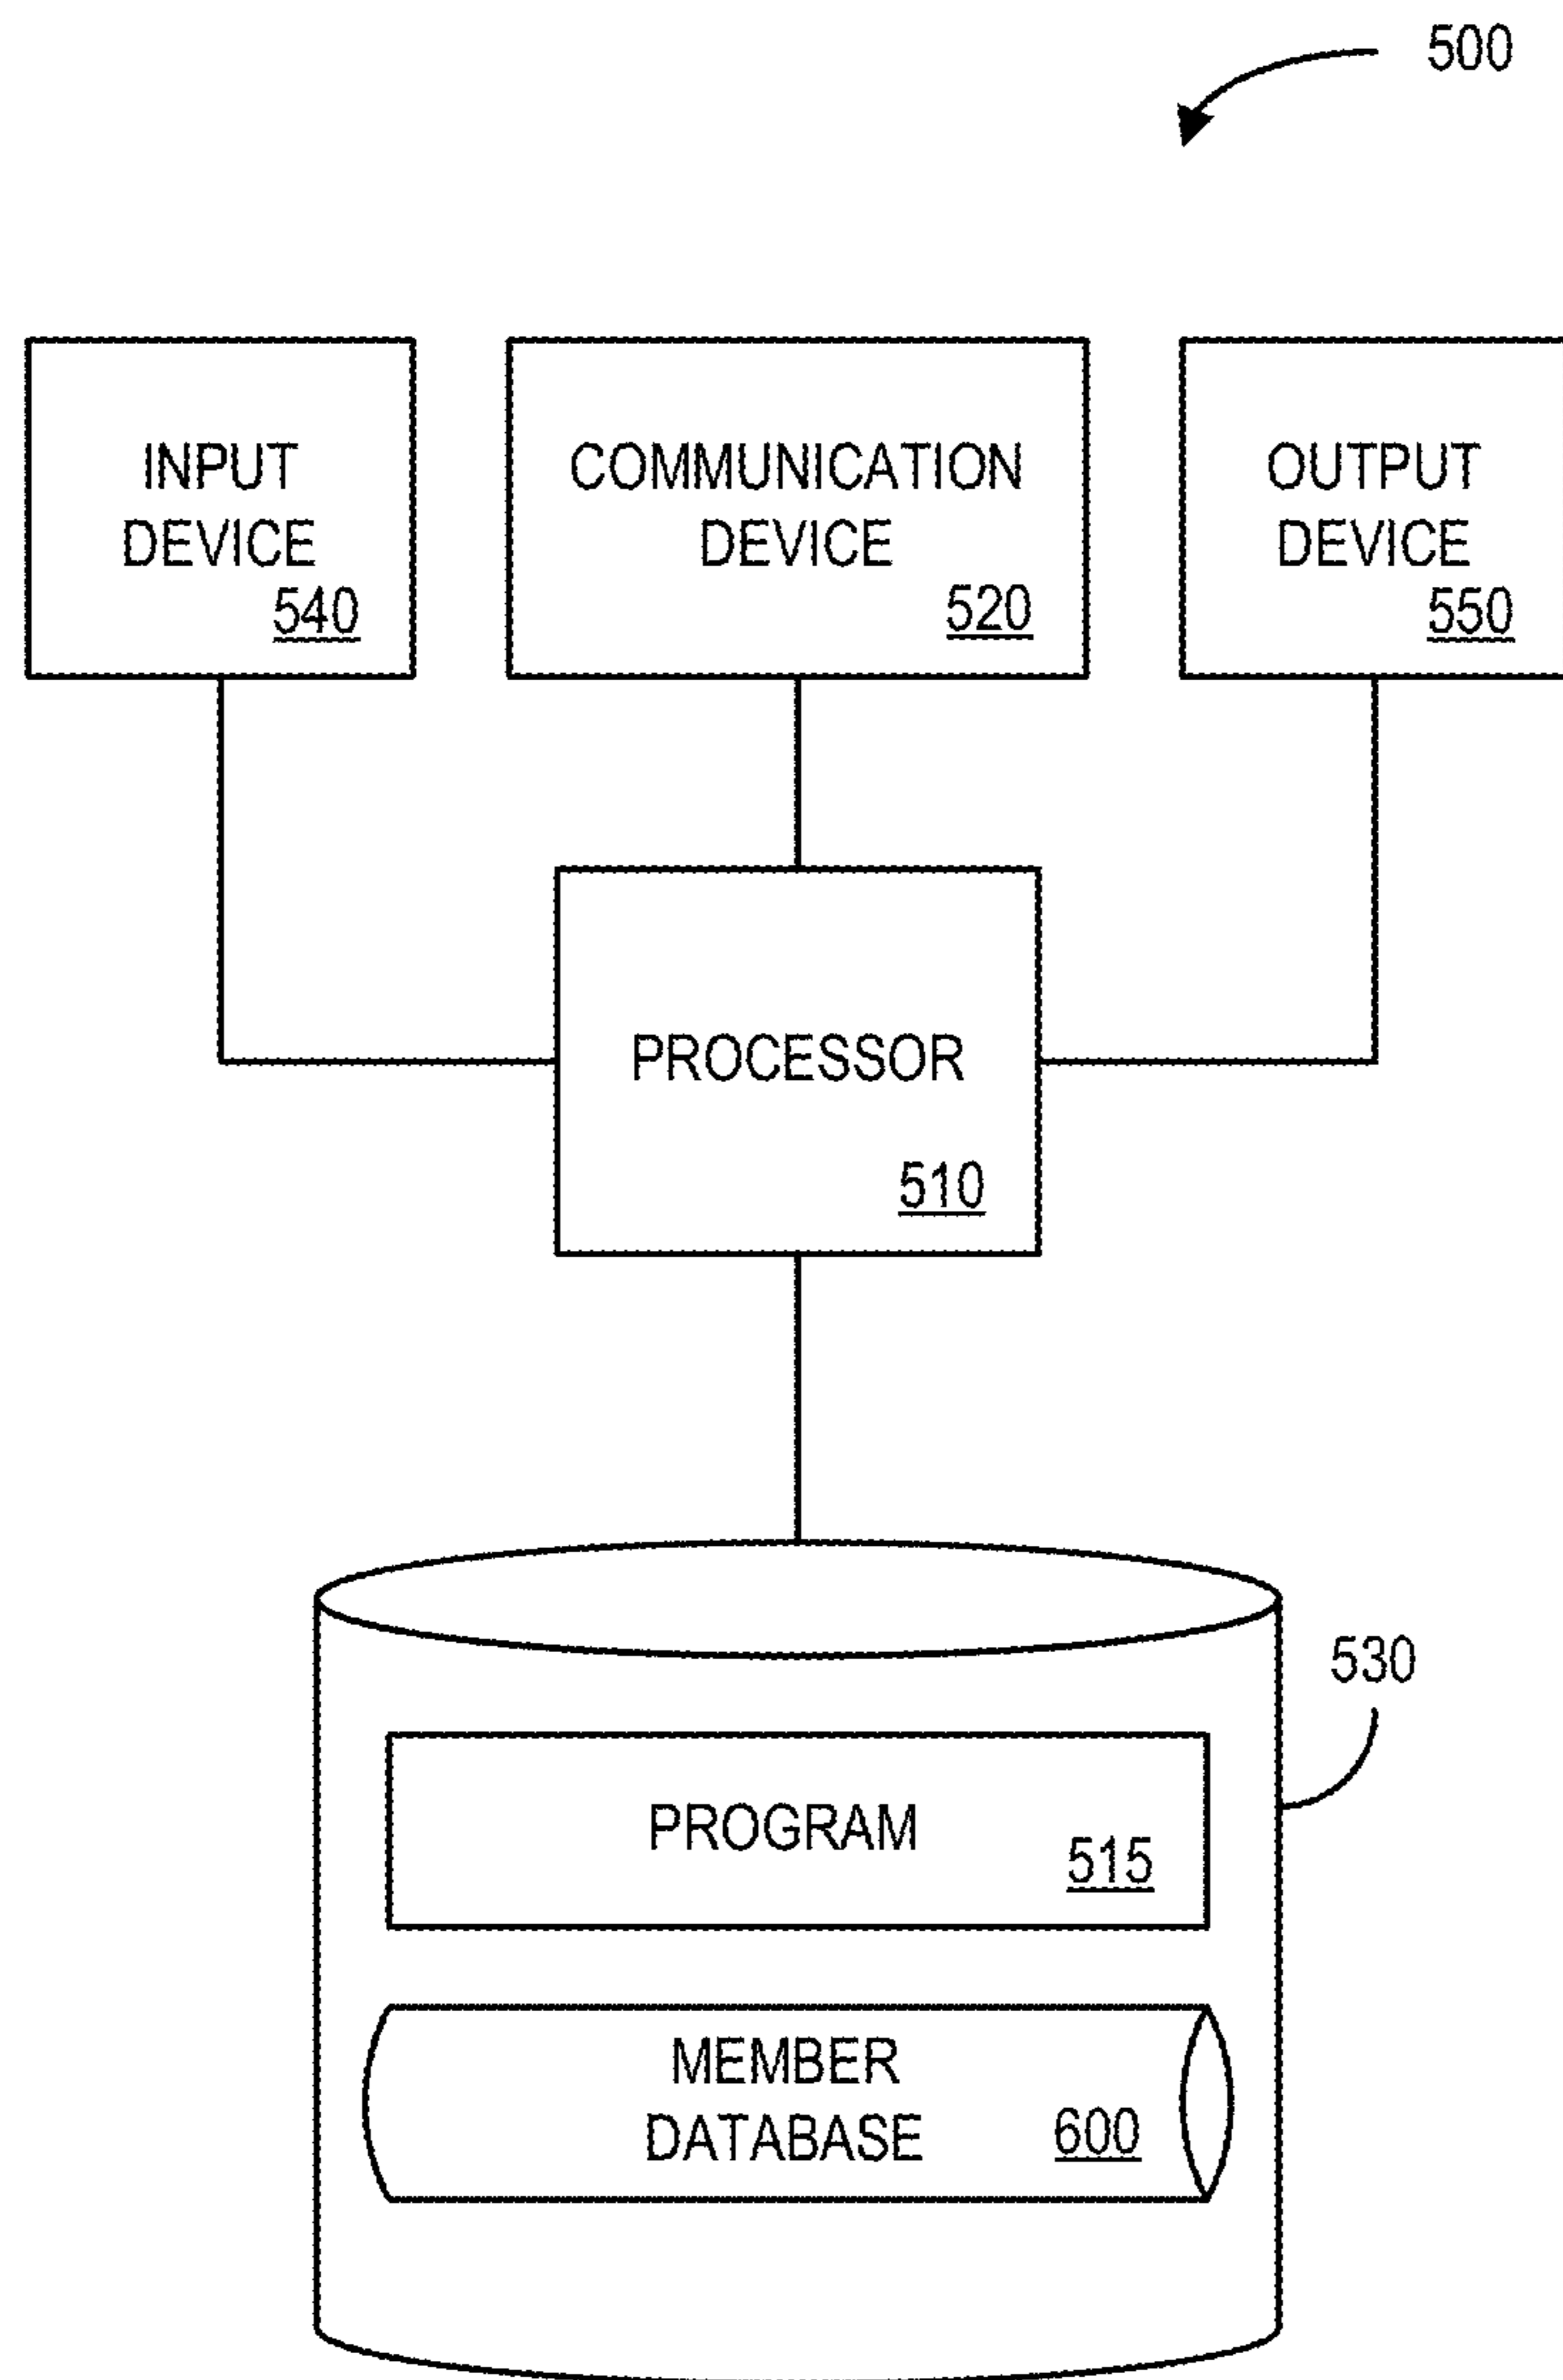 500
INPUT
DEVICE
540
COMMUNICATION
DEVICE
520
OUTPUT
DEVICE
550
PROCESSOR
510
530
PROGRAM
515
MEMBER
DATABASE
600